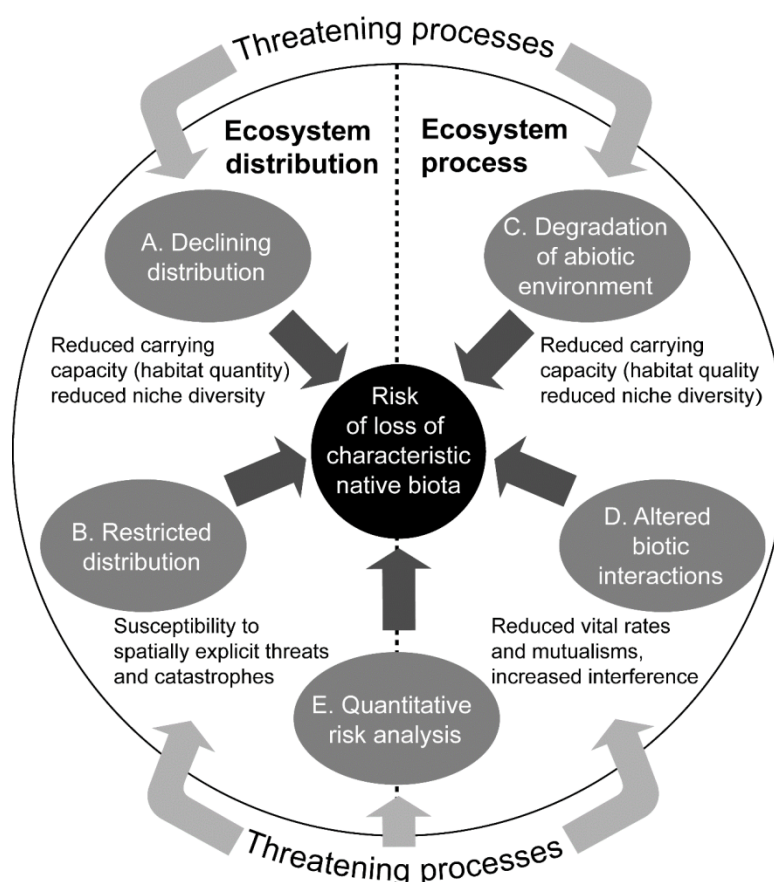 Threatening processes
Ecosystem
distribution
Ecosystem
process
A. Declining
distribution
C. Degradation
of abiotic
environment
Reduced carrying
capacity (habitat quantity)
reduced niche diversity
Reduced carrying
capacity (habitat quality
reduced niche diversity)
Risk
of loss of
characteristic
native biota
B. Restricted
distribution
D. Altered
biotic
interactions
Susceptibility to
spatially explicit threats
and catastrophes
Reduced vital rates
and mutualisms,
increased interference
E. Quantitative
risk analysis
Threatening processes